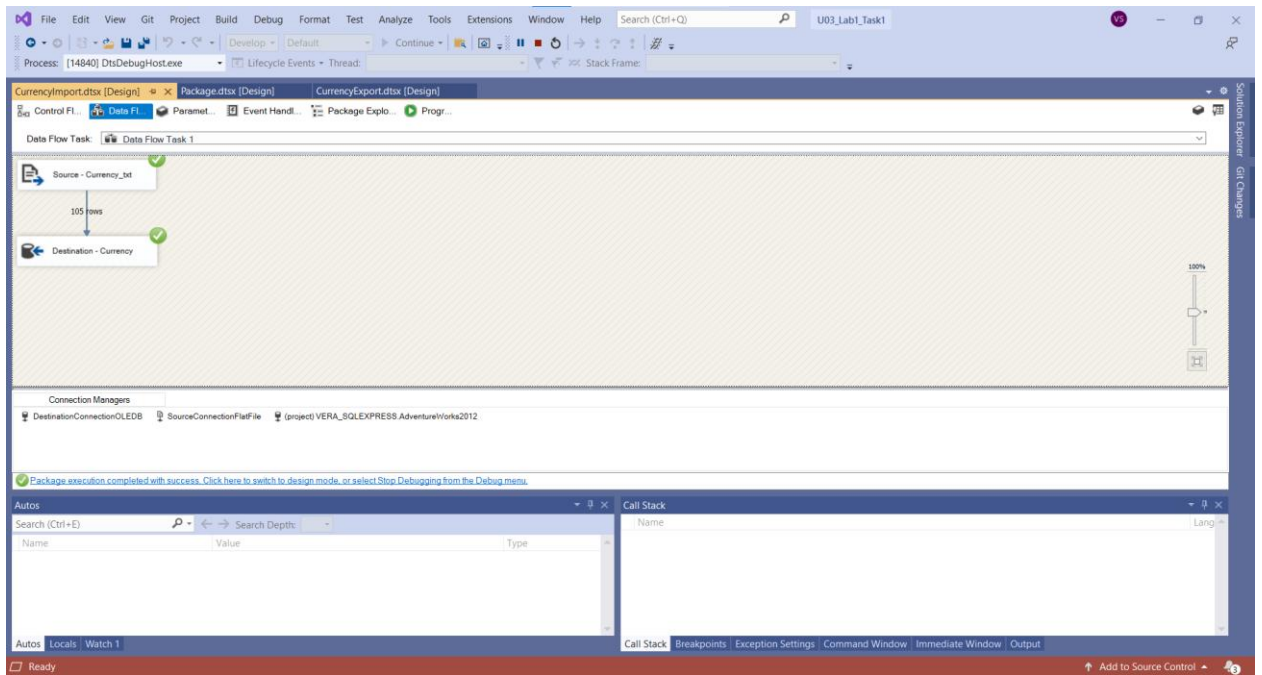 File Edit View Git Project Build Debug Format Test Analyze Tools Extensions Window Help Search (Ctrl+Q) U03_Lab1_Task1 VS
Develop Default Continue
Process: [14840] DtsDebugHost.exe Lifecycle Events Thread: Stack Frame:
CurrencyImport.dtsx [Design] Package.dtsx [Design] CurrencyExport.dtsx [Design]
Control Fl... Data Fl... Paramet... Event Handl... Package Explo... Progr...
Data Flow Task: Data Flow Task 1
Source - Currency_txt
105 rows
Destination - Currency
100%
Connection Managers
DestinationConnectionOLEDB SourceConnectionFlatFile (project) VERA_SQLEXPRESS.AdventureWorks2012
Package execution completed with success. Click here to switch to design mode, or select Stop Debugging from the Debug menu.
Autos
Search (Ctrl+E) Search Depth:
Name Value Type
Autos Locals Watch 1
Call Stack
Name Lang
Call Stack Breakpoints Exception Settings Command Window Immediate Window Output
Solution Explorer
Git Changes
Ready Add to Source Control 3